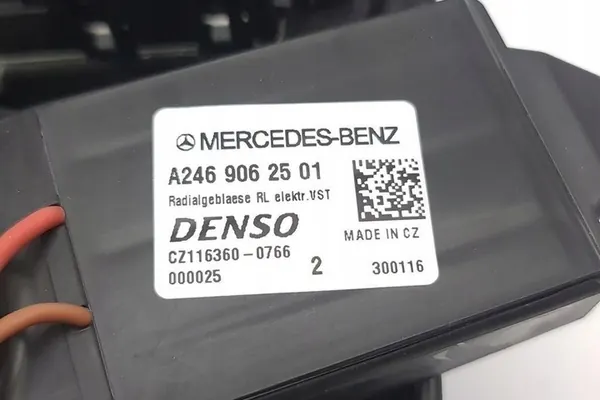 MERCEDES-BENZ
A246 906 25 01
Radialgeblaese RL elektr.VST
DENSO
MADE IN CZ
CZ116360-0766
000025 2 300116